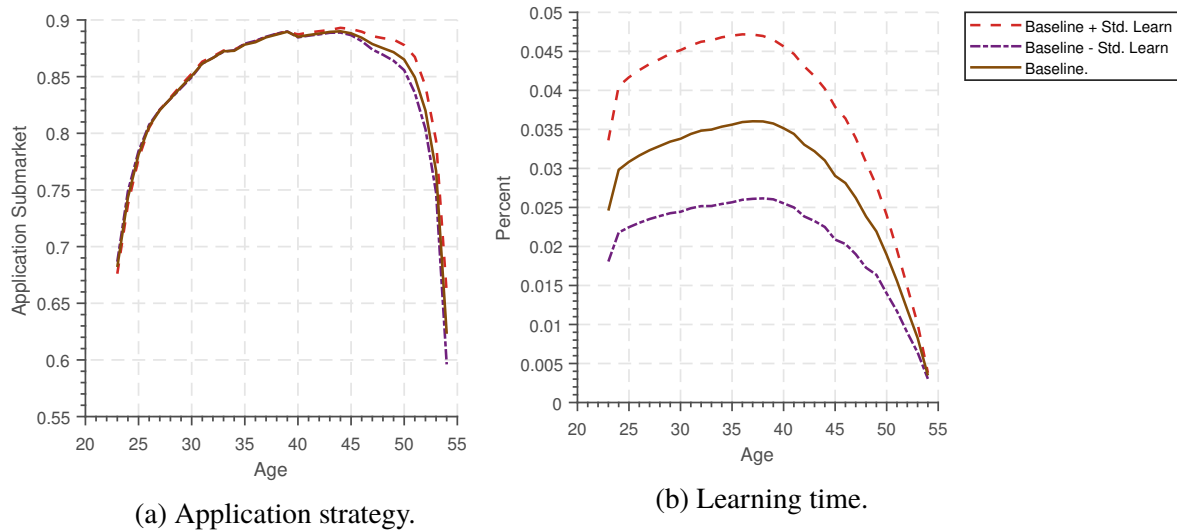 0.9
0.85
0.8
0.75
0.7
0.65
0.6
0.55
20 25 30 35 40 45 50 55
Application Submarket
Age
(a) Application strategy.
0.05
0.045
0.04
0.035
0.03
0.025
0.02
0.015
0.01
0.005
0
20 25 30 35 40 45 50 55
Percent
Age
(b) Learning time.
Baseline + Std. Learn
Baseline - Std. Learn
Baseline.